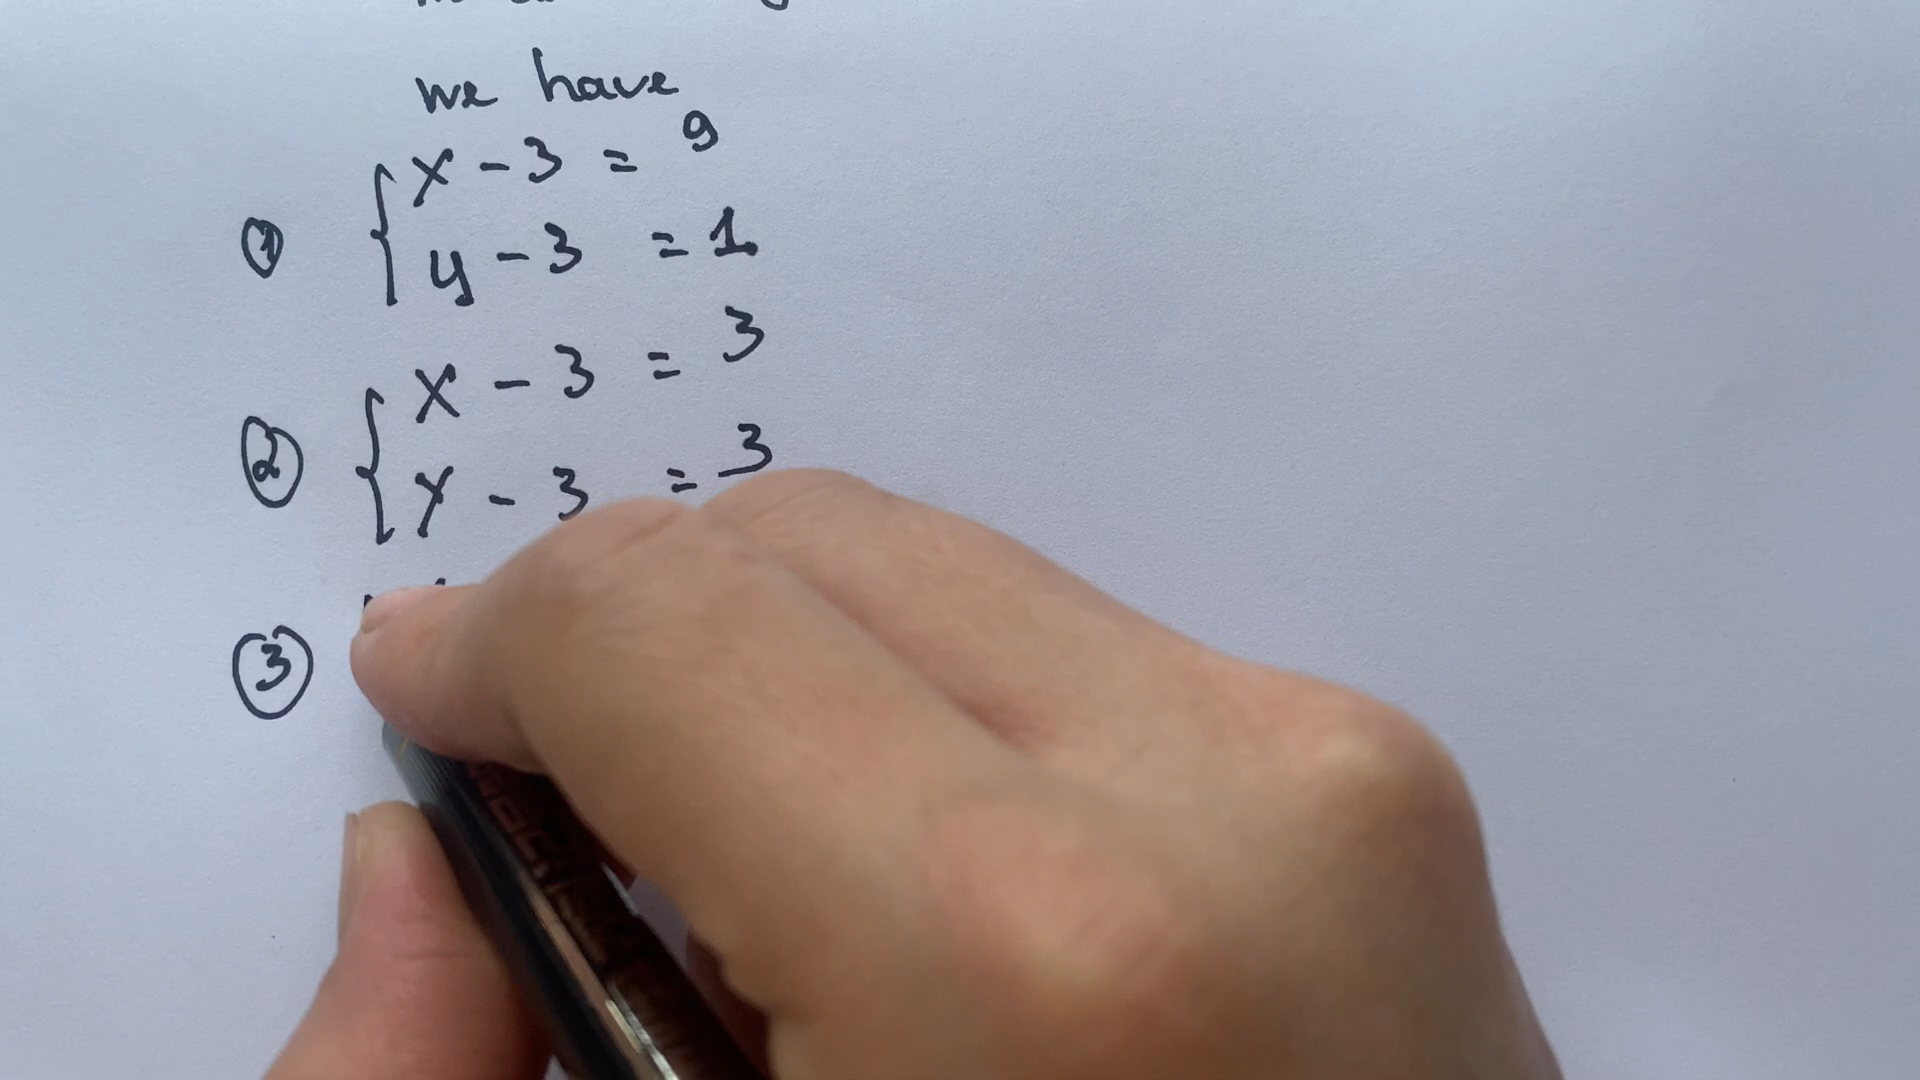 we have
① { x - 3 = 9
y - 3 = 1
② { x - 3 = 3
y - 3 = 3
③